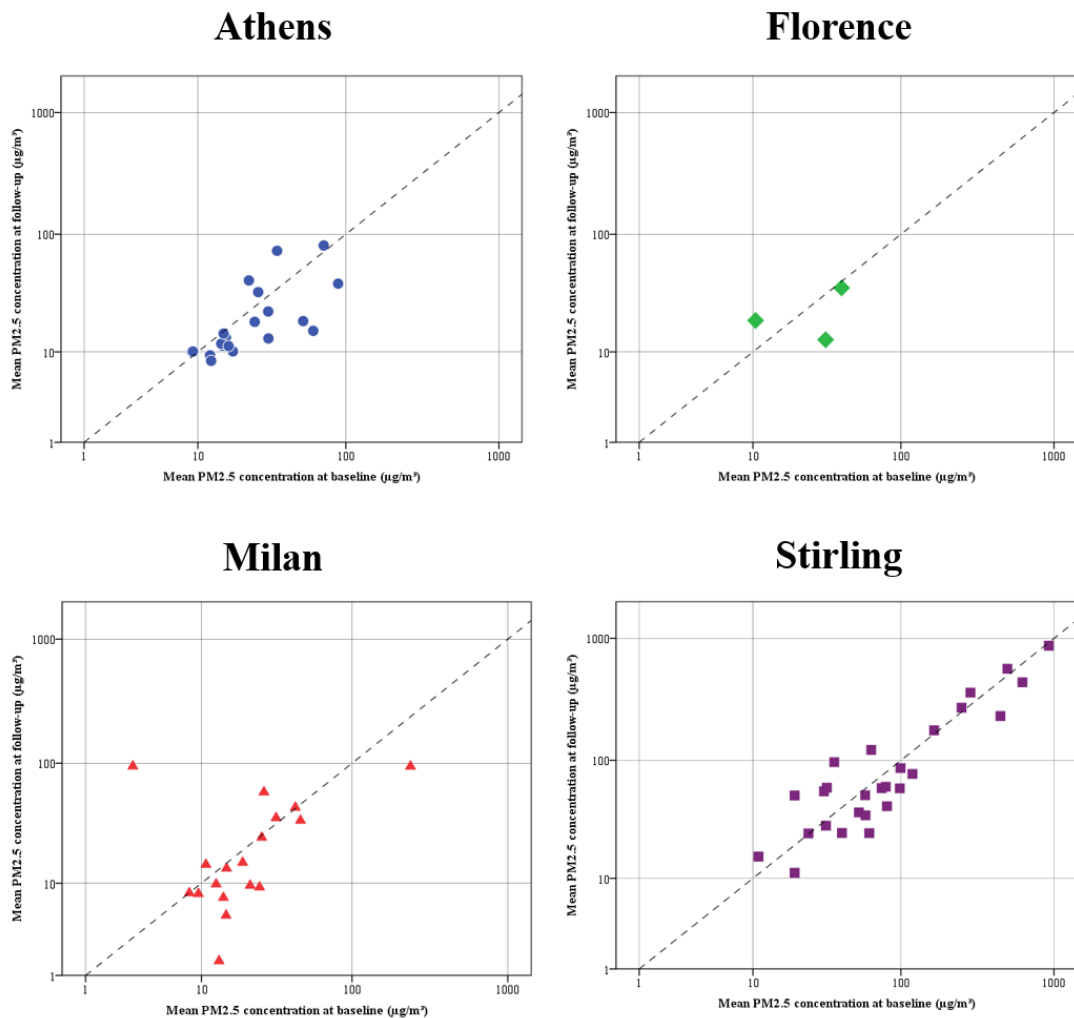 Athens
Mean PM2.5 concentration at follow-up (µg/m³)
1000
100
10
1
1
10
100
1000
Mean PM2.5 concentration at baseline (µg/m³)
Florence
Mean PM2.5 concentration at follow-up (µg/m³)
1000
100
10
1
1
10
100
1000
Mean PM2.5 concentration at baseline (µg/m³)
Milan
Mean PM2.5 concentration at follow-up (µg/m³)
1000
100
10
1
1
10
100
1000
Mean PM2.5 concentration at baseline (µg/m³)
Stirling
Mean PM2.5 concentration at follow-up (µg/m³)
1000
100
10
1
1
10
100
1000
Mean PM2.5 concentration at baseline (µg/m³)